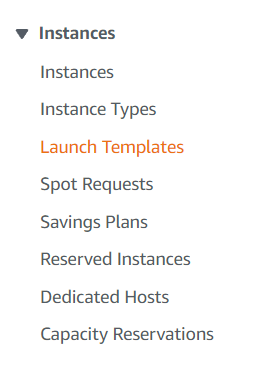 Instances
Instances
Instance Types
Launch Templates
Spot Requests
Savings Plans
Reserved Instances
Dedicated Hosts
Capacity Reservations